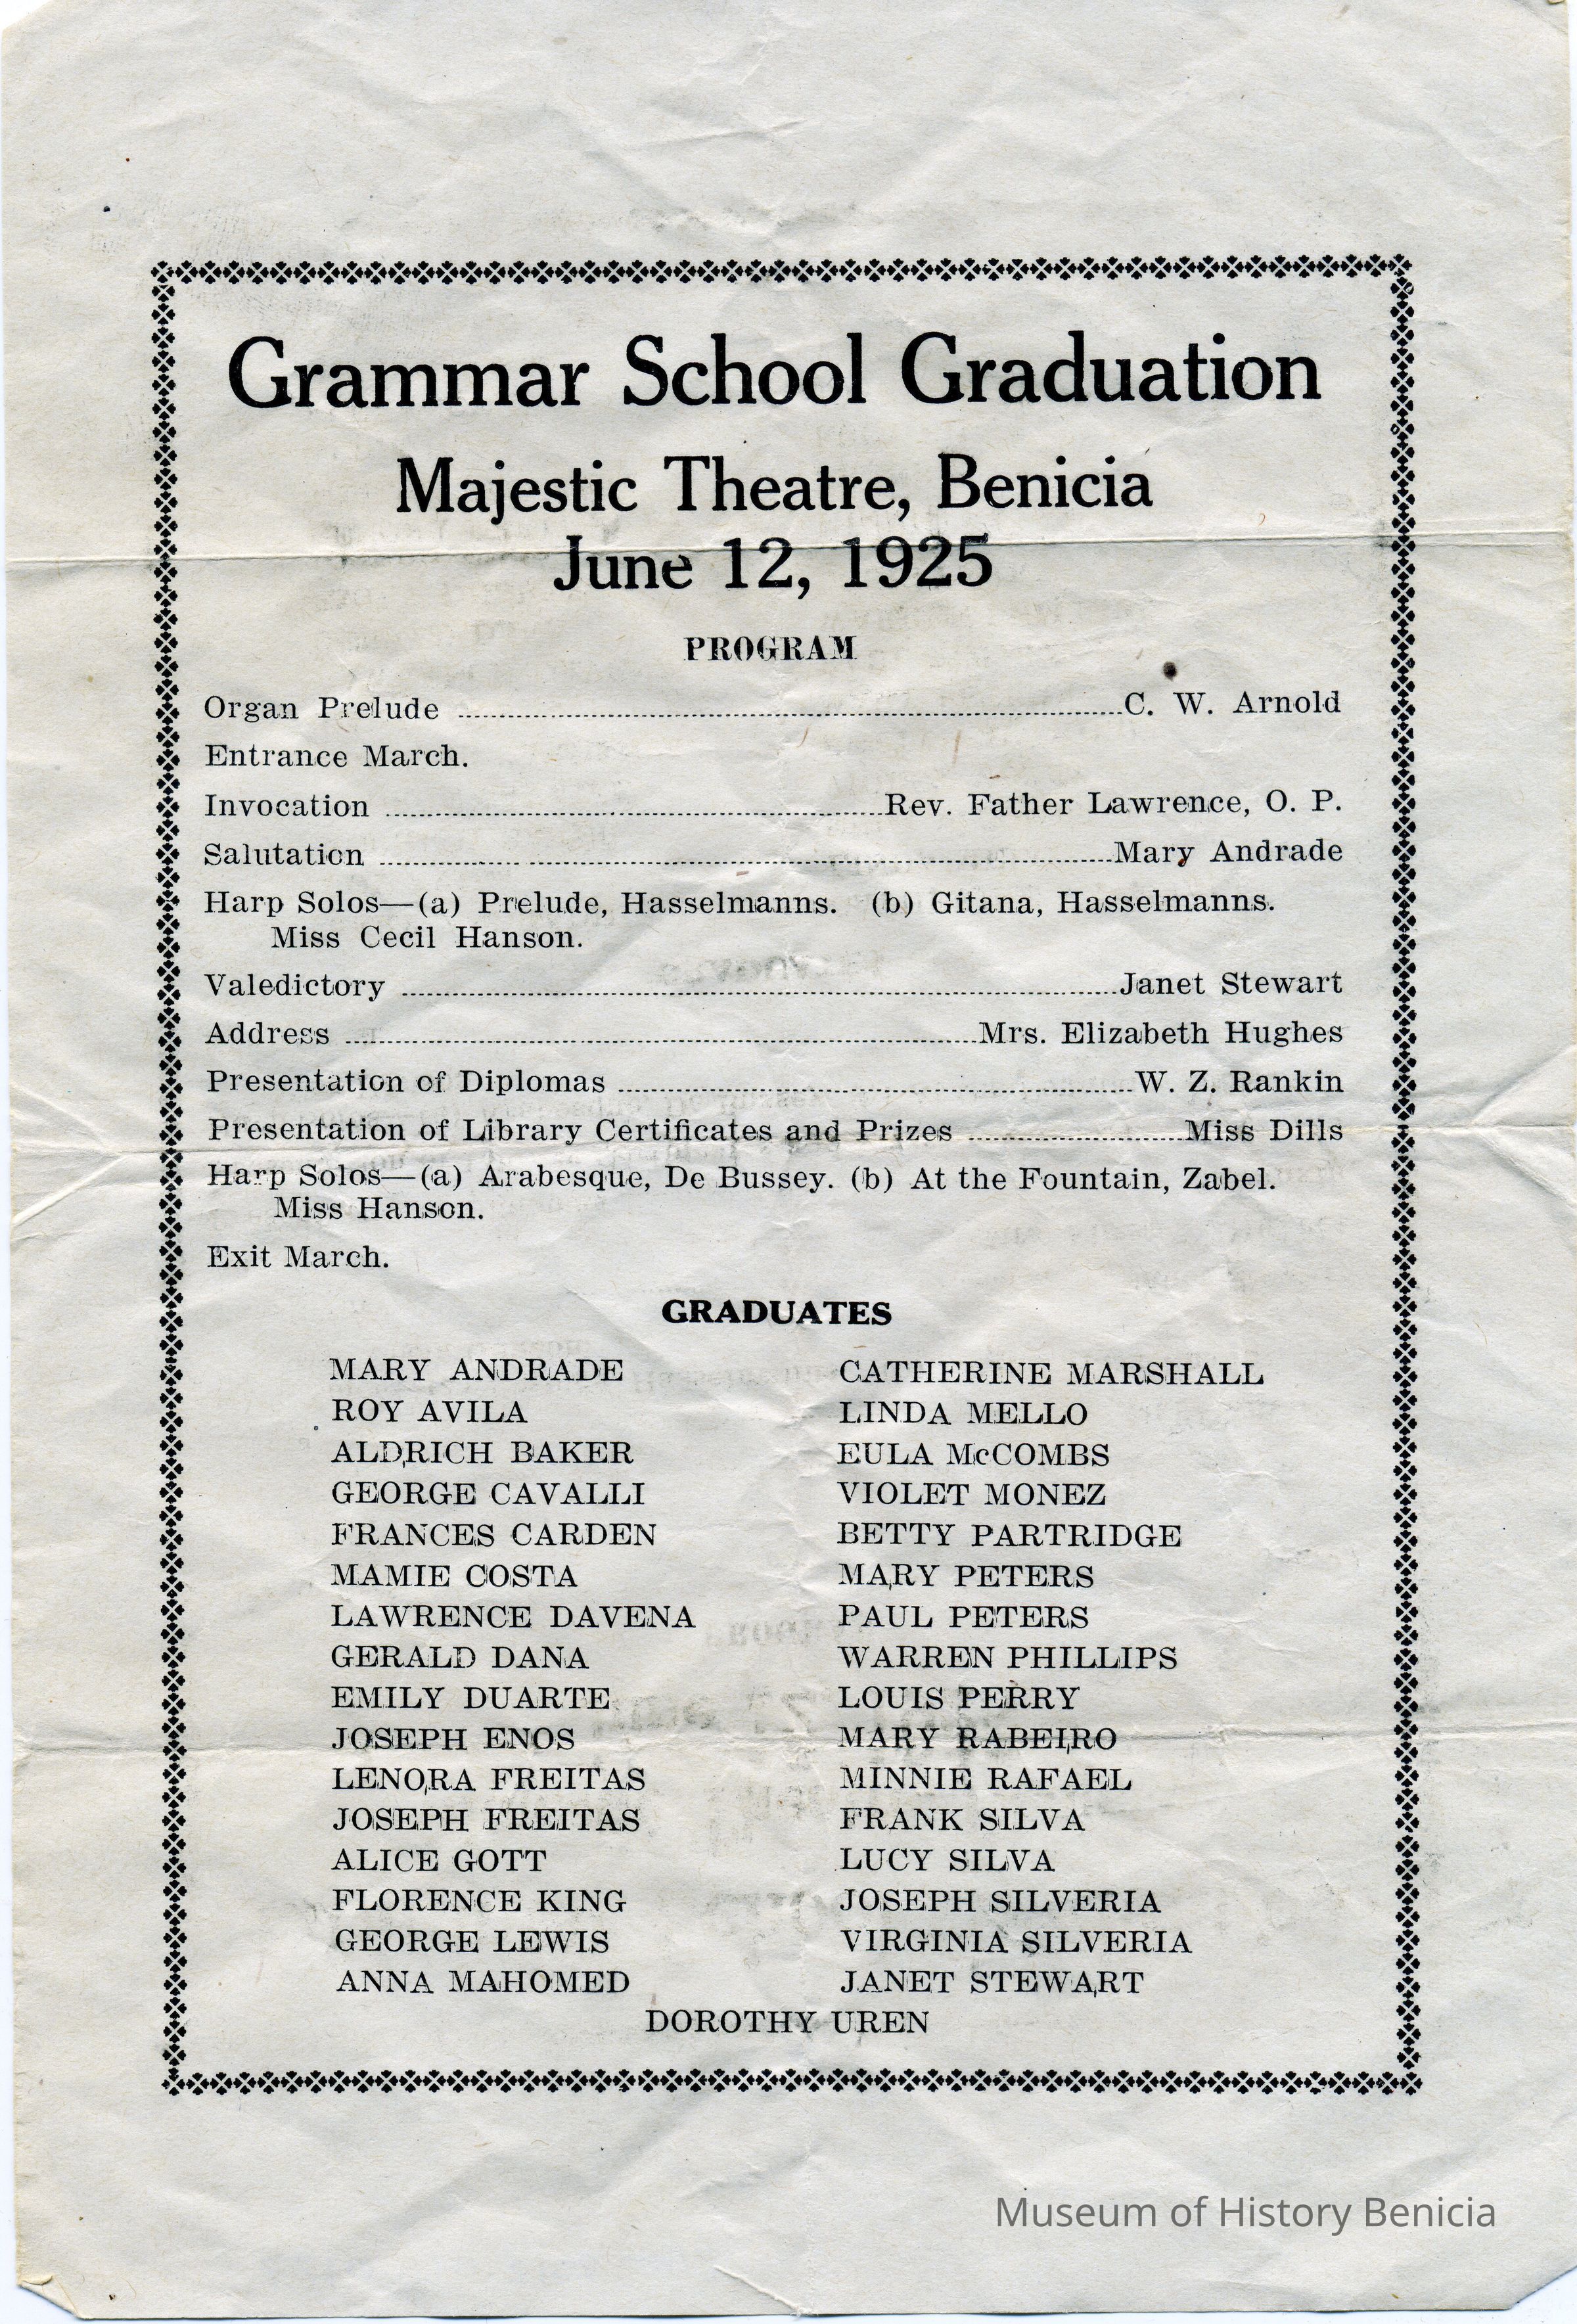 Grammar School Graduation
Majestic Theatre, Benicia
June 12, 1925
PROGRAM
Organ Prelude ........ C. W. Arnold
Entrance March.
Invocation ........ Rev. Father Lawrence, O. P.
Salutation ........ Mary Andrade
Harp Solos—(a) Prelude, Hasselmanns. (b) Gitana, Hasselmanns.
Miss Cecil Hanson.
Valedictory ........ Janet Stewart
Address ........ Mrs. Elizabeth Hughes
Presentation of Diplomas ........ W. Z. Rankin
Presentation of Library Certificates and Prizes ........ Miss Dills
Harp Solos—(a) Arabesque, De Bussey. (b) At the Fountain, Zabel.
Miss Hanson.
Exit March.
GRADUATES
MARY ANDRADE CATHERINE MARSHALL
ROY AVILA LINDA MELLO
ALDRICH BAKER EULA McCOMBS
GEORGE CAVALLI VIOLET MONEZ
FRANCES CARDEN BETTY PARTRIDGE
MAMIE COSTA MARY PETERS
LAWRENCE DAVENA PAUL PETERS
GERALD DANA WARREN PHILLIPS
EMILY DUARTE LOUIS PERRY
JOSEPH ENOS MARY RABEIRO
LENORA FREITAS MINNIE RAFAEL
JOSEPH FREITAS FRANK SILVA
ALICE GOTT LUCY SILVA
FLORENCE KING JOSEPH SILVERIA
GEORGE LEWIS VIRGINIA SILVERIA
ANNA MAHOMED JANET STEWART
DOROTHY UREN
Museum of History Benicia